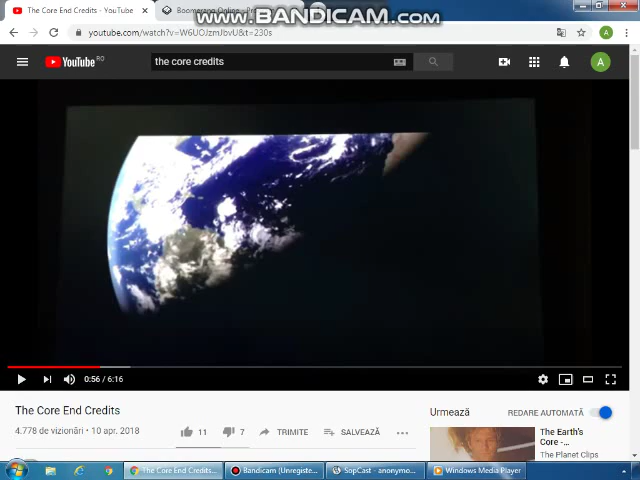 The Core End Credits - YouTube
Boomerang Online - Pr
WWW.BANDICAM.COM
youtube.com/watch?v=W6UOJzmJbvU&t=230s
A
YouTube RO
the core credits
A
0:56 / 6:16
The Core End Credits
4.778 de vizionări • 10 apr. 2018
11
7
TRIMITE
SALVEAZĂ
Urmează
REDARE AUTOMATĂ
The Earth's
Core -...
The Planet Clips
The Core End Credits...
Bandicam (Unregiste...
SopCast - anonymo...
Windows Media Player